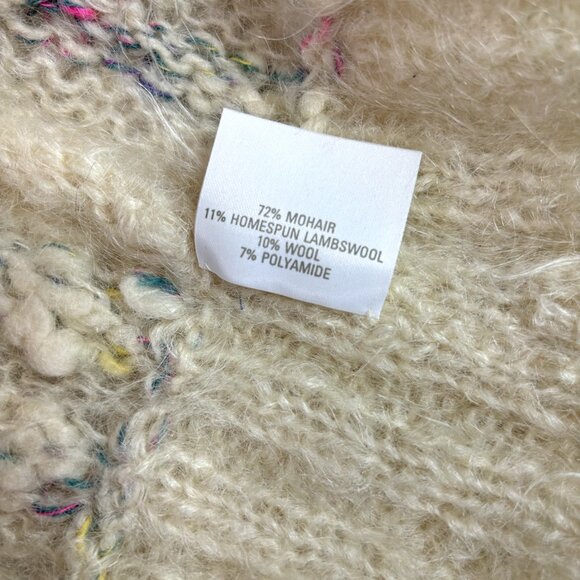 72% MOHAIR
11% HOMESPUN LAMBSWOOL
10% WOOL
7% POLYAMIDE